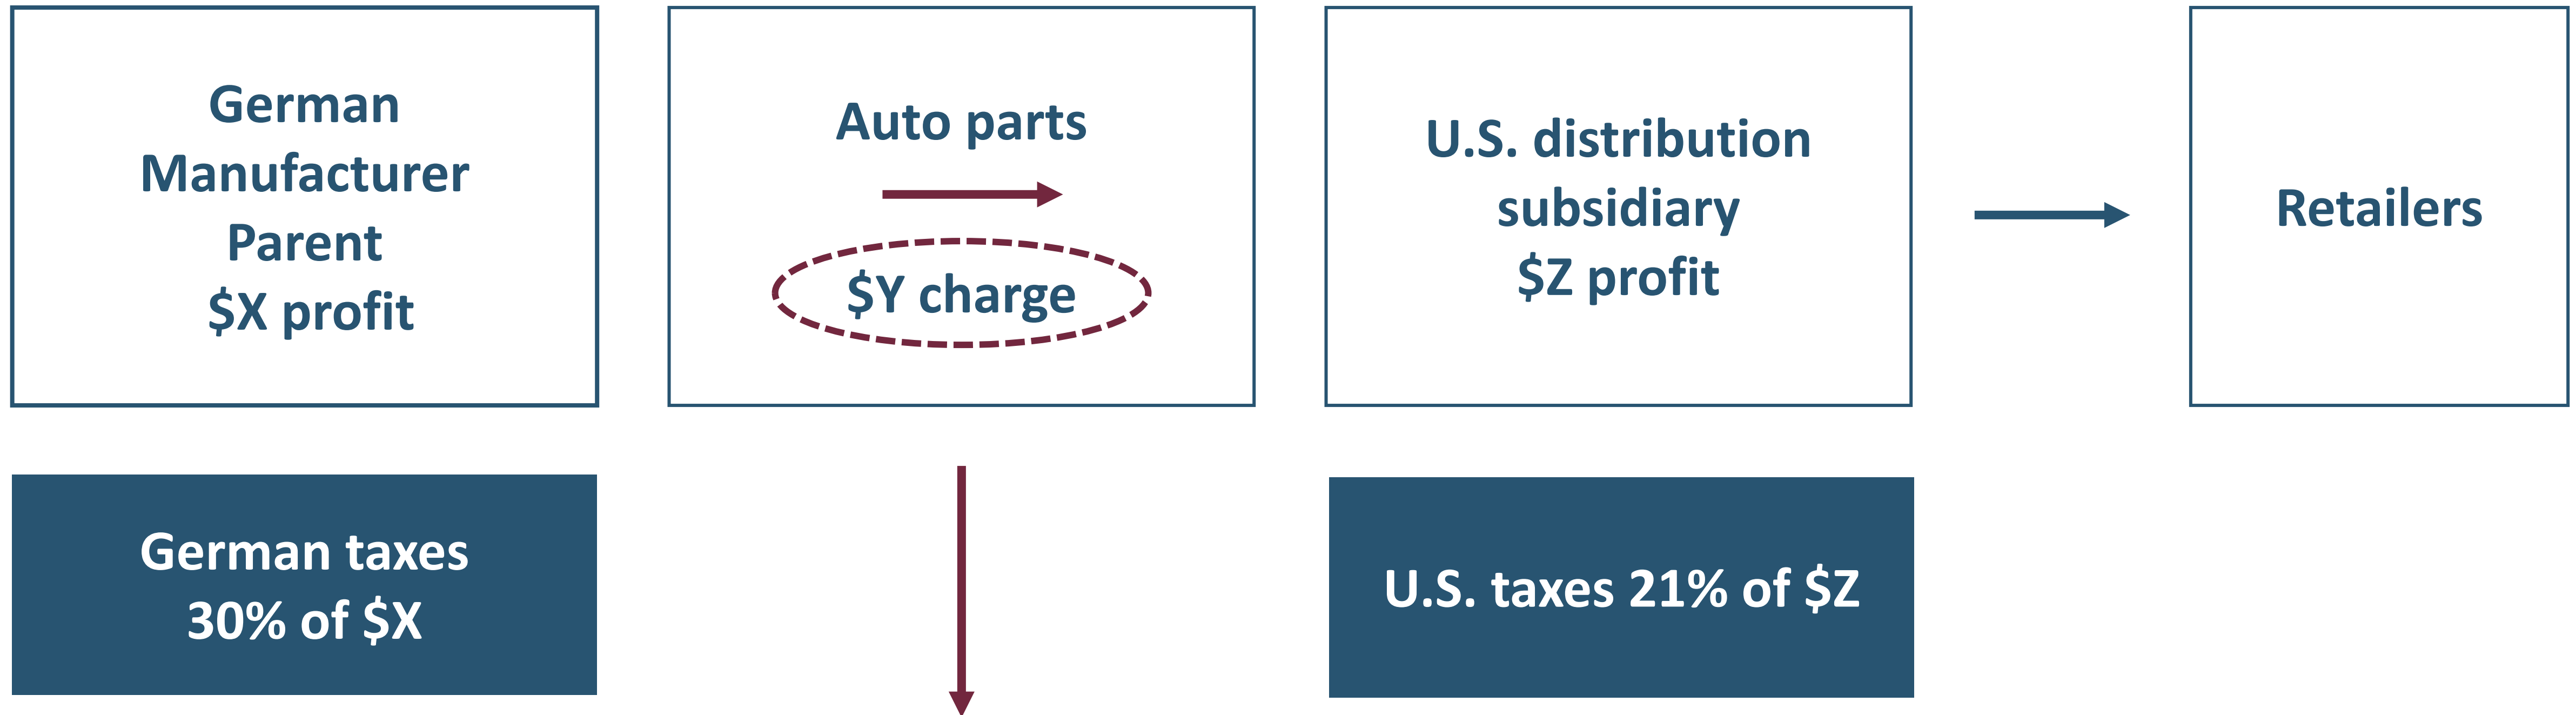 German
Manufacturer
Parent
$X profit
Auto parts
$Y charge
U.S. distribution
subsidiary
$Z profit
Retailers
German taxes
30% of $X
U.S. taxes 21% of $Z